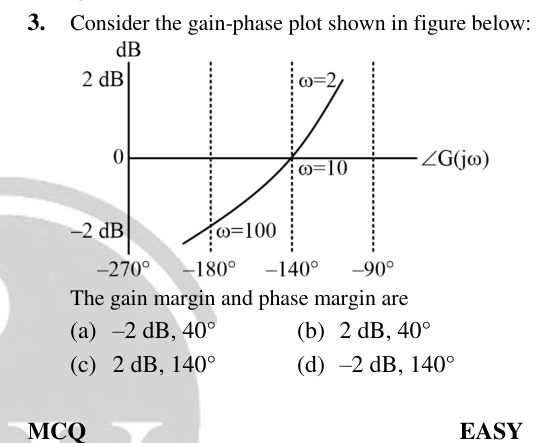 3. Consider the gain-phase plot shown in figure below:
dB
2 dB
ω=2
0
∠G(jω)
ω=10
–2 dB
ω=100
–270° –180° –140° –90°
The gain margin and phase margin are
(a) –2 dB, 40° (b) 2 dB, 40°
(c) 2 dB, 140° (d) –2 dB, 140°
MCQ EASY